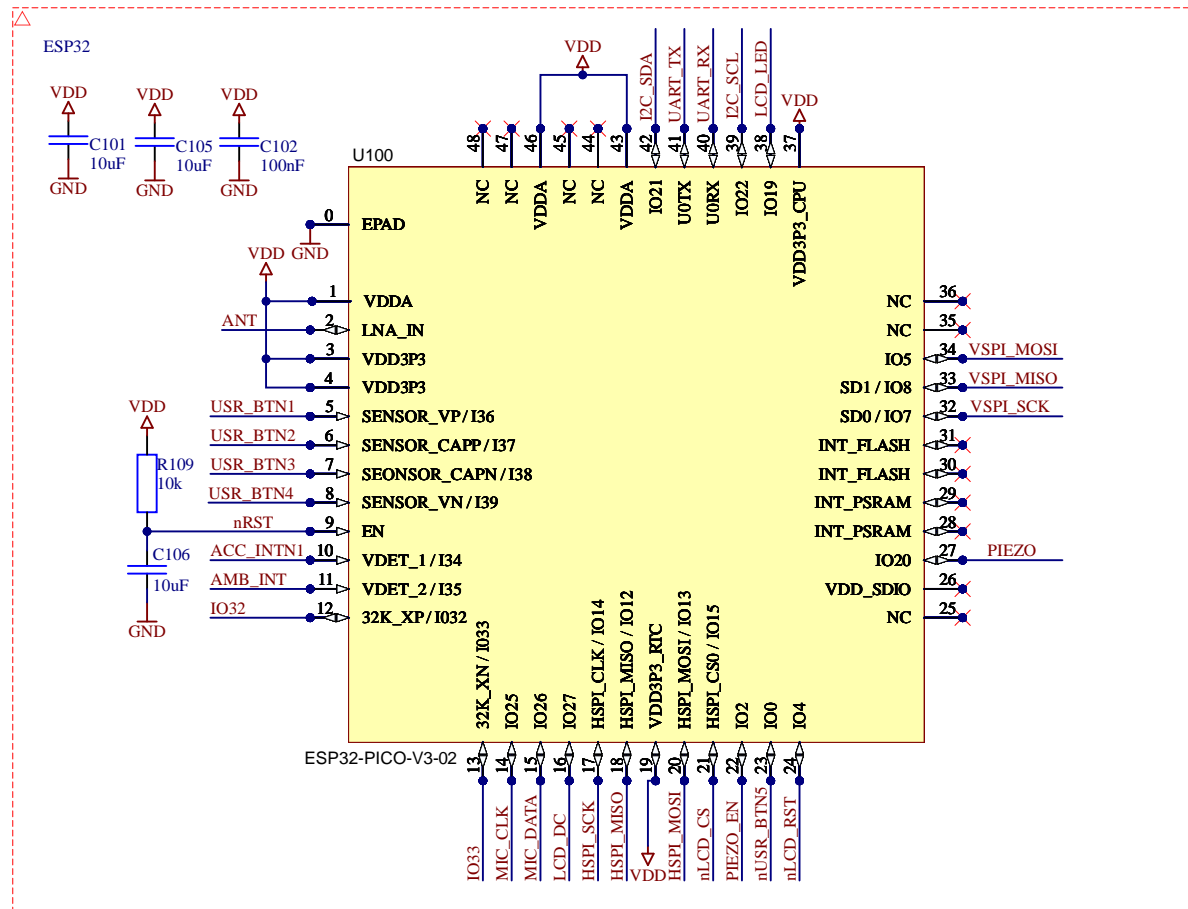 ESP32
VDD
C101
10uF
GND
VDD
C105
10uF
GND
VDD
C102
100nF
GND
VDD
I2C_SDA
UART_TX
UART_RX
I2C_SCL
LCD_LED
VDD
U100
48
47
46
45
44
43
42
41
40
39
38
37
NC
NC
VDDA
NC
NC
VDDA
IO21
U0TX
U0RX
IO22
IO19
VDD3P3_CPU
0
EPAD
GND
VDD
1
VDDA
ANT
2
LNA_IN
3
VDD3P3
4
VDD3P3
USR_BTN1
5
SENSOR_VP/I36
USR_BTN2
6
SENSOR_CAPP/I37
USR_BTN3
7
SEONSOR_CAPN/I38
USR_BTN4
8
SENSOR_VN/I39
nRST
9
EN
ACC_INTN1
10
VDET_1/I34
AMB_INT
11
VDET_2/I35
IO32
12
32K_XP/I032
VDD
R109
10k
C106
10uF
GND
NC
36
NC
35
IO5
34
VSPI_MOSI
SD1/IO8
33
VSPI_MISO
SD0/IO7
32
VSPI_SCK
INT_FLASH
31
INT_FLASH
30
INT_PSRAM
29
INT_PSRAM
28
IO20
27
PIEZO
VDD_SDIO
26
NC
25
32K_XN/I033
IO25
IO26
IO27
HSPI_CLK/IO14
HSPI_MISO/IO12
VDD3P3_RTC
HSPI_MOSI/IO13
HSPI_CS0/IO15
IO2
IO0
IO4
ESP32-PICO-V3-02
13
14
15
16
17
18
19
20
21
22
23
24
IO33
MIC_CLK
MIC_DATA
LCD_DC
HSPI_SCK
HSPI_MISO
VDD
HSPI_MOSI
nLCD_CS
PIEZO_EN
nUSR_BTN5
nLCD_RST